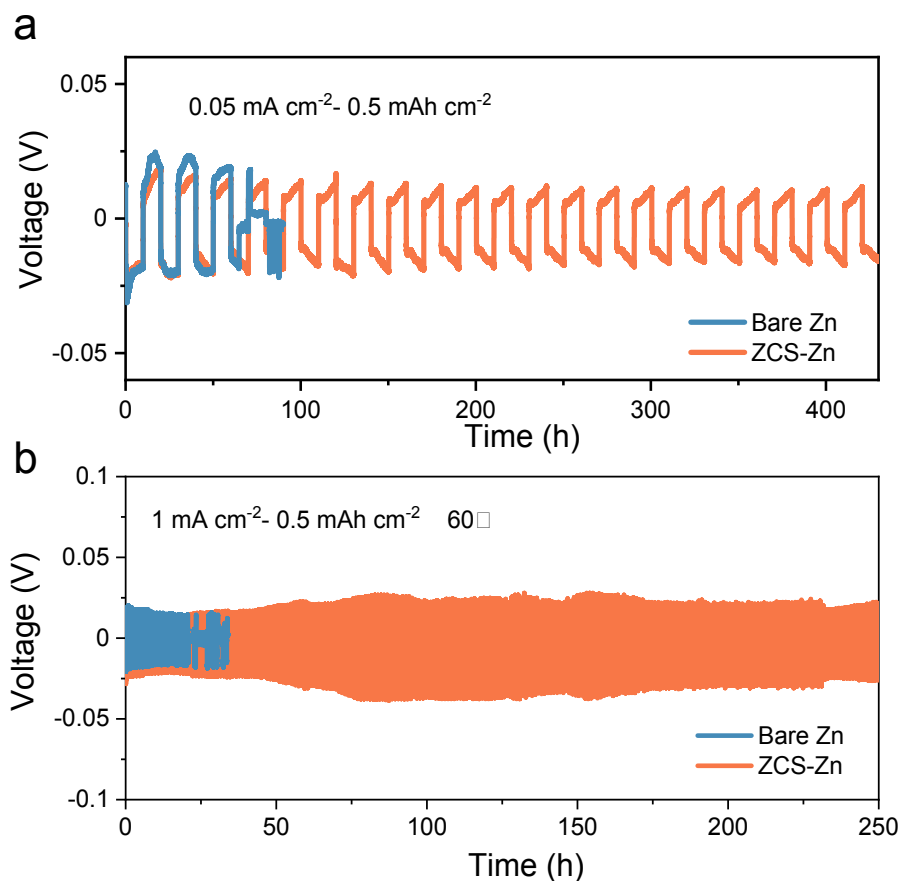 a
0.05
0.05 mA cm⁻²- 0.5 mAh cm⁻²
Voltage (V)
0
Bare Zn
ZCS-Zn
-0.05
0 100 200 300 400
Time (h)
b
0.1
1 mA cm⁻²- 0.5 mAh cm⁻² 60□
0.05
Voltage (V)
0
-0.05
Bare Zn
ZCS-Zn
-0.1
0 50 100 150 200 250
Time (h)